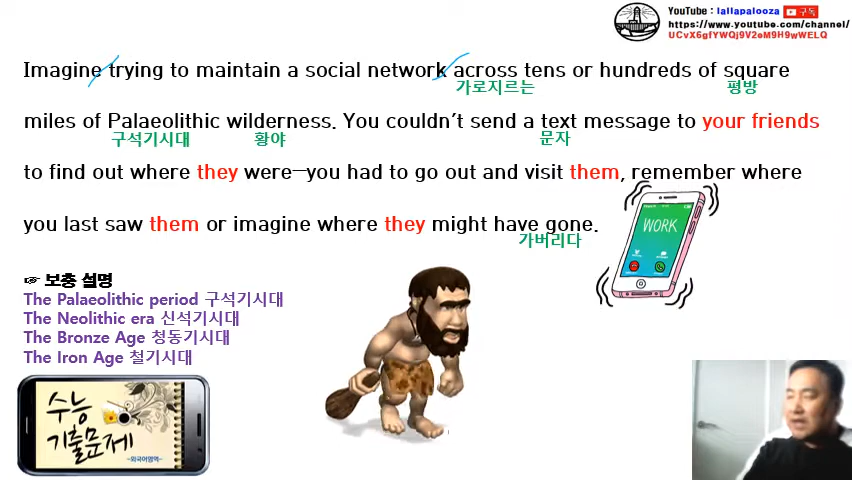 YouTube : lallapalooza 구독
https://www.youtube.com/channel/
UCvX6gfYWQj9V2eM9H9wWELQ
Imagine trying to maintain a social network across tens or hundreds of square
가로지르는 평방
miles of Palaeolithic wilderness. You couldn't send a text message to your friends
구석기시대 황야 문자
to find out where they were—you had to go out and visit them, remember where
you last saw them or imagine where they might have gone.
가버리다
WORK
☞ 보충 설명
The Palaeolithic period 구석기시대
The Neolithic era 신석기시대
The Bronze Age 청동기시대
The Iron Age 철기시대
수능
기출문제
-외국어영역-